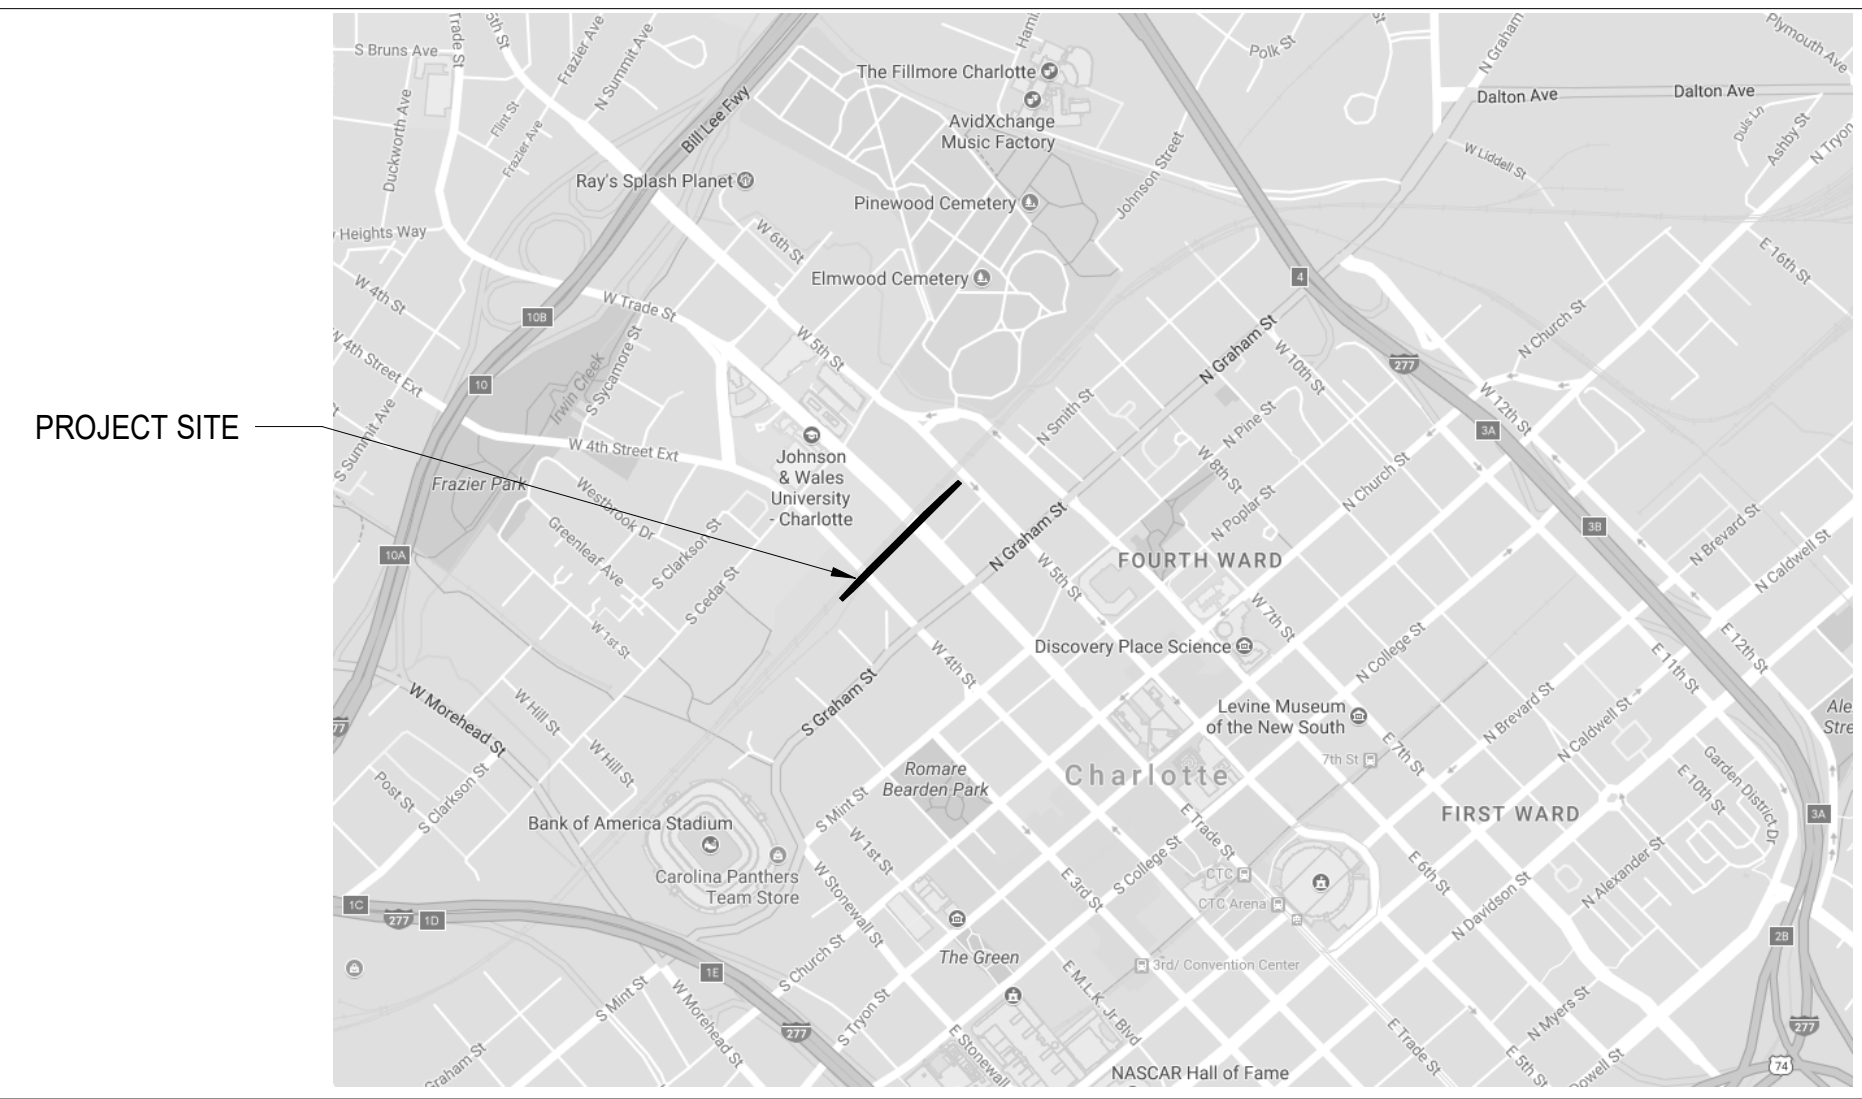 S Bruns Ave
Trade St
5th St
Frazier Ave
N Summit Ave
Duckworth Ave
Flint St
Frazier Ave
Bill Lee Fwy
The Fillmore Charlotte
AvidXchange
Music Factory
Polk St
N Graham
Plymouth Ave
Dalton Ave
Dalton Ave
Duls Ln
Ashby St
N Tryon
W Liddell St
Johnson Street
Ray's Splash Planet
Pinewood Cemetery
Heights Way
W 6th St
Elmwood Cemetery
E 16th St
4
W 4th St
W Trade St
10B
W 5th St
N Graham St
N Church St
W 4th Street Ext
10
Irwin Creek
S Sycamore St
W 10th St
277
PROJECT SITE
S Summit Ave
W 4th Street Ext
N Smith St
N Pine St
W 12th St
3A
Johnson
& Wales
University
- Charlotte
Frazier Park
Westbrook Dr
Greenleaf Ave
S Clarkson St
W 8th St
N Poplar St
N Church St
3B
N Brevard St
N Caldwell St
10A
S Cedar St
N Graham St
FOURTH WARD
W 5th St
W 7th St
W 1st St
Discovery Place Science
W 4th St
N College St
E 11th St
E 12th St
W Morehead St
W Hill St
S Graham St
Levine Museum
of the New South
N Brevard St
N Caldwell St
77
W Hill St
7th St
E 7th St
Garden District Dr
E 10th St
Post St
S Clarkson St
Romare
Bearden Park
Charlotte
FIRST WARD
3A
Bank of America Stadium
S Mint St
W 1st St
E Trade St
S College St
E 6th St
N Alexander St
Carolina Panthers
Team Store
W Stonewall St
E 3rd St
CTC
CTC Arena
N Davidson St
1C
277
1D
2B
The Green
3rd/ Convention Center
1E
S Church St
S Mint St
W Morehead St
S Tryon St
E M.L.K. Jr Blvd
277
E Stonewall
E Trade St
N Myers St
277
E 5th St
74
Graham St
NASCAR Hall of Fame